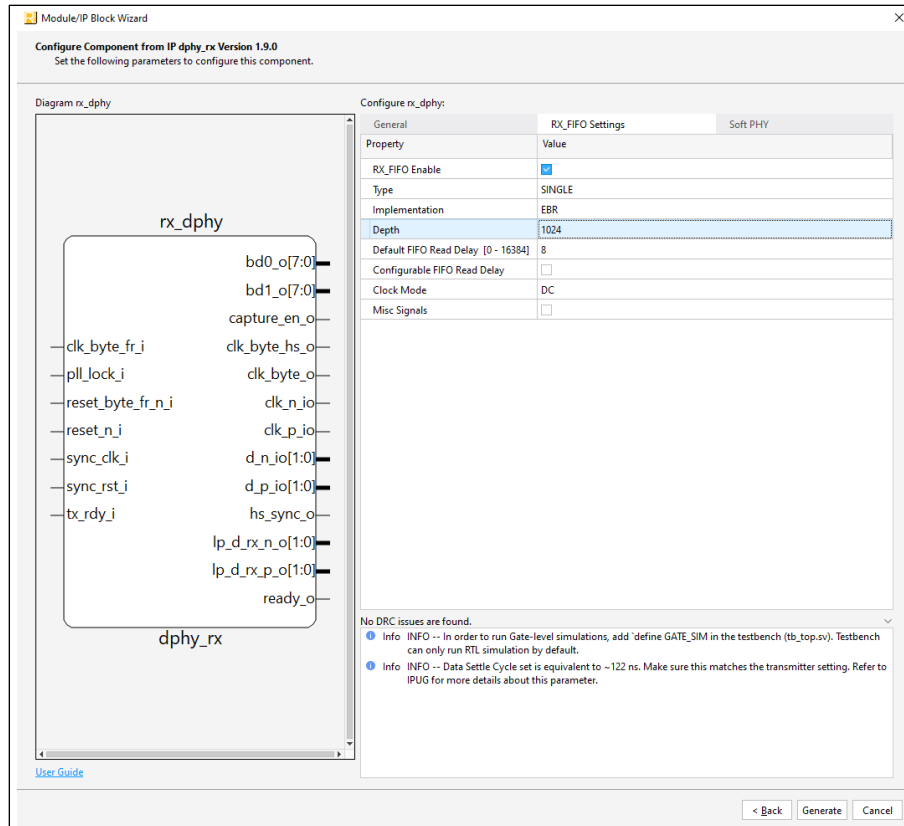 Module/IP Block Wizard
Configure Component from IP dphy_rx Version 1.9.0
Set the following parameters to configure this component.
Diagram rx_dphy
rx_dphy
bd0_o[7:0]
bd1_o[7:0]
capture_en_o
clk_byte_fr_i clk_byte_hs_o
pll_lock_i clk_byte_o
reset_byte_fr_n_i clk_n_io
reset_n_i clk_p_io
sync_clk_i d_n_io[1:0]
sync_rst_i d_p_io[1:0]
tx_rdy_i hs_sync_o
lp_d_rx_n_o[1:0]
lp_d_rx_p_o[1:0]
ready_o
dphy_rx
User Guide
Configure rx_dphy:
General RX_FIFO Settings Soft PHY
Property Value
RX_FIFO Enable
Type SINGLE
Implementation EBR
Depth 1024
Default FIFO Read Delay [0 - 16384] 8
Configurable FIFO Read Delay
Clock Mode DC
Misc Signals
No DRC issues are found.
Info INFO -- In order to run Gate-level simulations, add `define GATE_SIM in the testbench (tb_top.sv). Testbench
can only run RTL simulation by default.
Info INFO -- Data Settle Cycle set is equivalent to ~122 ns. Make sure this matches the transmitter setting. Refer to
IPUG for more details about this parameter.
< Back Generate Cancel